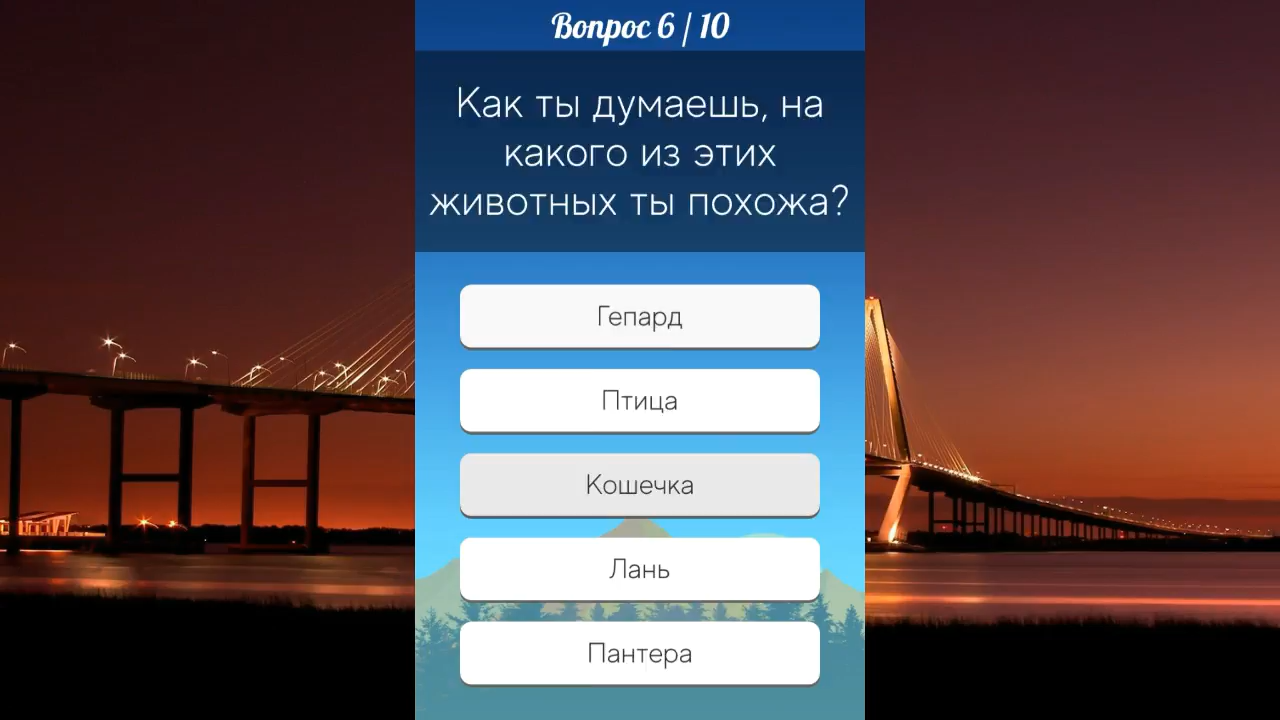 Вопрос 6 / 10
Как ты думаешь, на
какого из этих
животных ты похожа?
Гепард
Птица
Кошечка
Лань
Пантера